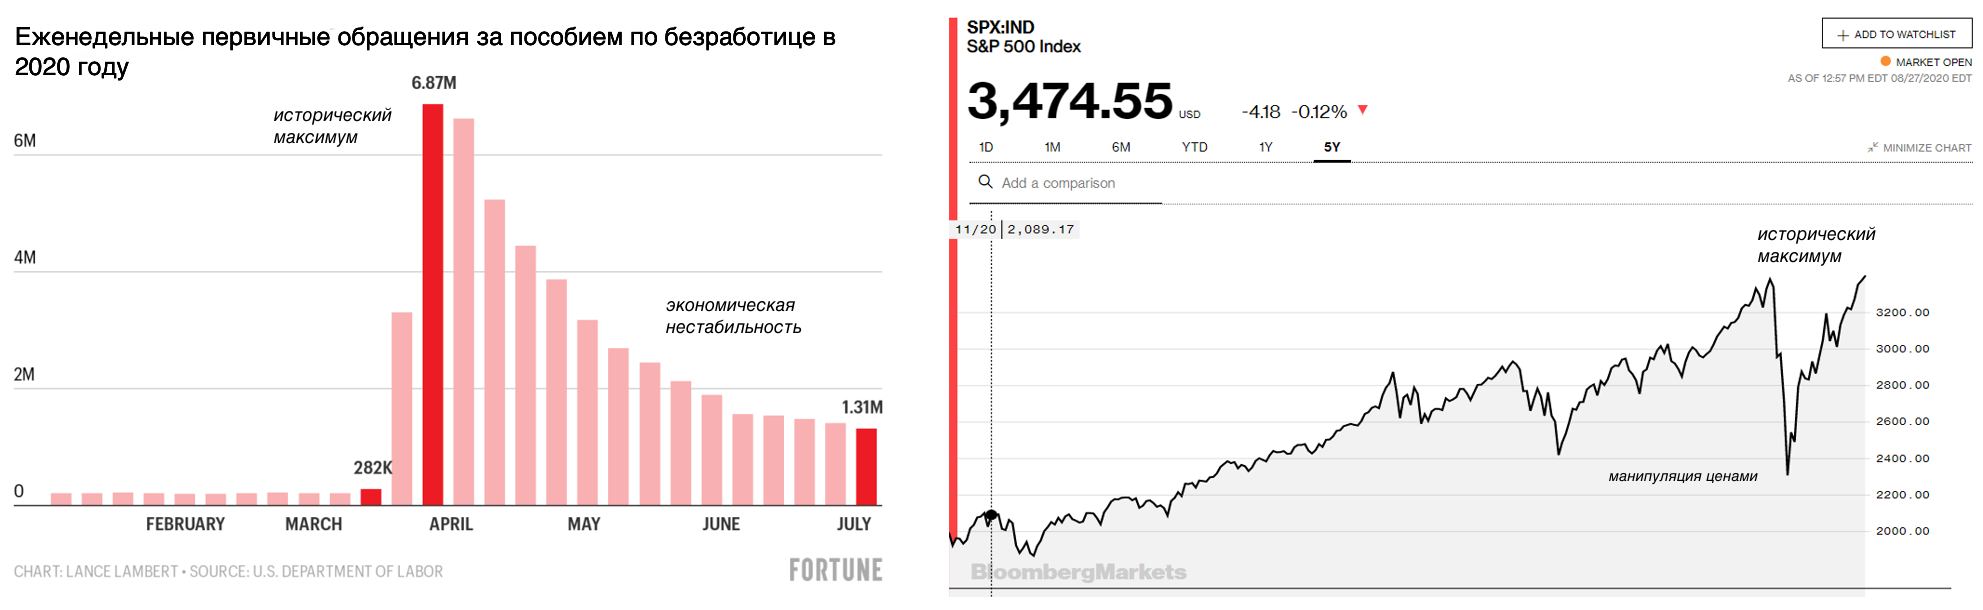 Еженедельные первичные обращения за пособием по безработице в
2020 году
6.87M
исторический
максимум
6M
4M
экономическая
нестабильность
2M
1.31M
282K
0
FEBRUARY MARCH APRIL MAY JUNE JULY
CHART: LANCE LAMBERT • SOURCE: U.S. DEPARTMENT OF LABOR
FORTUNE
SPX:IND
S&P 500 Index
+ ADD TO WATCHLIST
MARKET OPEN
AS OF 12:57 PM EDT 08/27/2020 EDT
3,474.55 USD -4.18 -0.12% ▼
1D 1M 6M YTD 1Y 5Y
MINIMIZE CHART
Add a comparison
11/20 2,089.17
исторический
максимум
3200.00
3000.00
2800.00
2600.00
2400.00
манипуляция ценами
2200.00
2000.00
BloombergMarkets